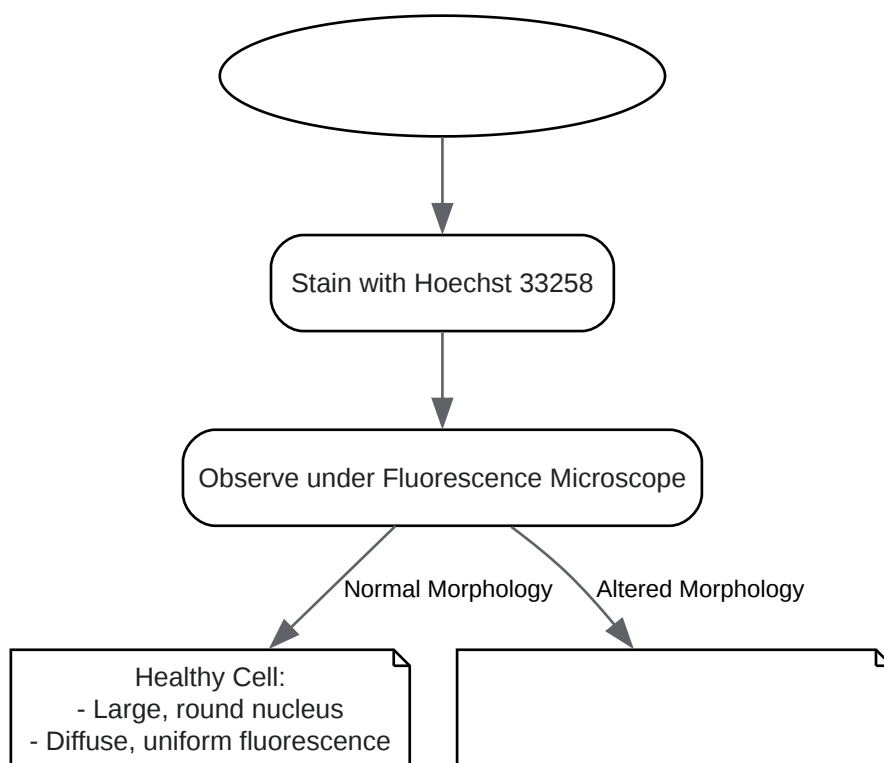 Stain with Hoechst 33258
Observe under Fluorescence Microscope
Normal Morphology
Altered Morphology
Healthy Cell:
- Large, round nucleus
- Diffuse, uniform fluorescence